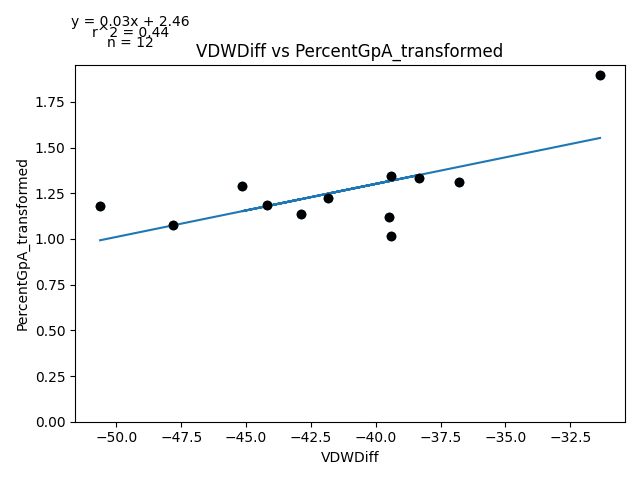 y = 0.03x + 2.46
r^2 = 0.44
n = 12
VDWDiff vs PercentGpA_transformed
PercentGpA_transformed
1.75
1.50
1.25
1.00
0.75
0.50
0.25
0.00
−50.0 −47.5 −45.0 −42.5 −40.0 −37.5 −35.0 −32.5
VDWDiff